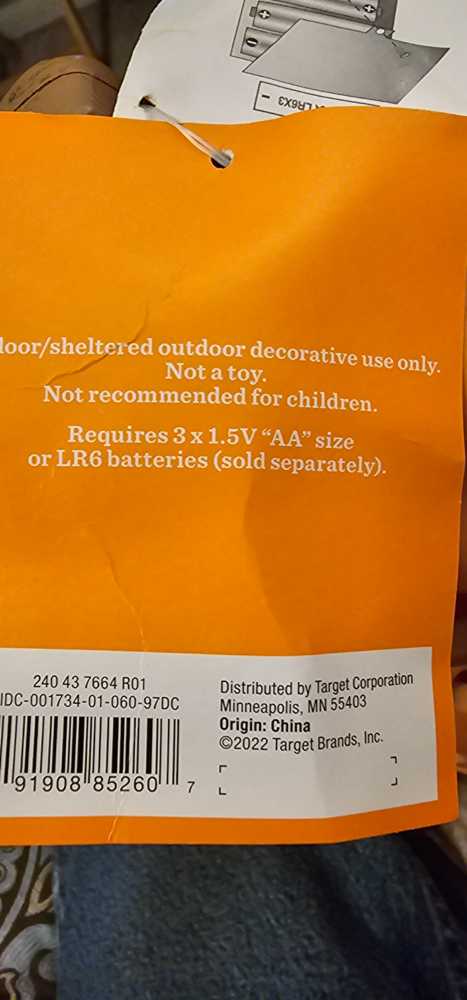 LR6X3
door/sheltered outdoor decorative use only.
Not a toy.
Not recommended for children.
Requires 3 x 1.5V “AA” size
or LR6 batteries (sold separately).
240 43 7664 R01
IDC-001734-01-060-97DC
91908 85260 7
Distributed by Target Corporation
Minneapolis, MN 55403
Origin: China
©2022 Target Brands, Inc.